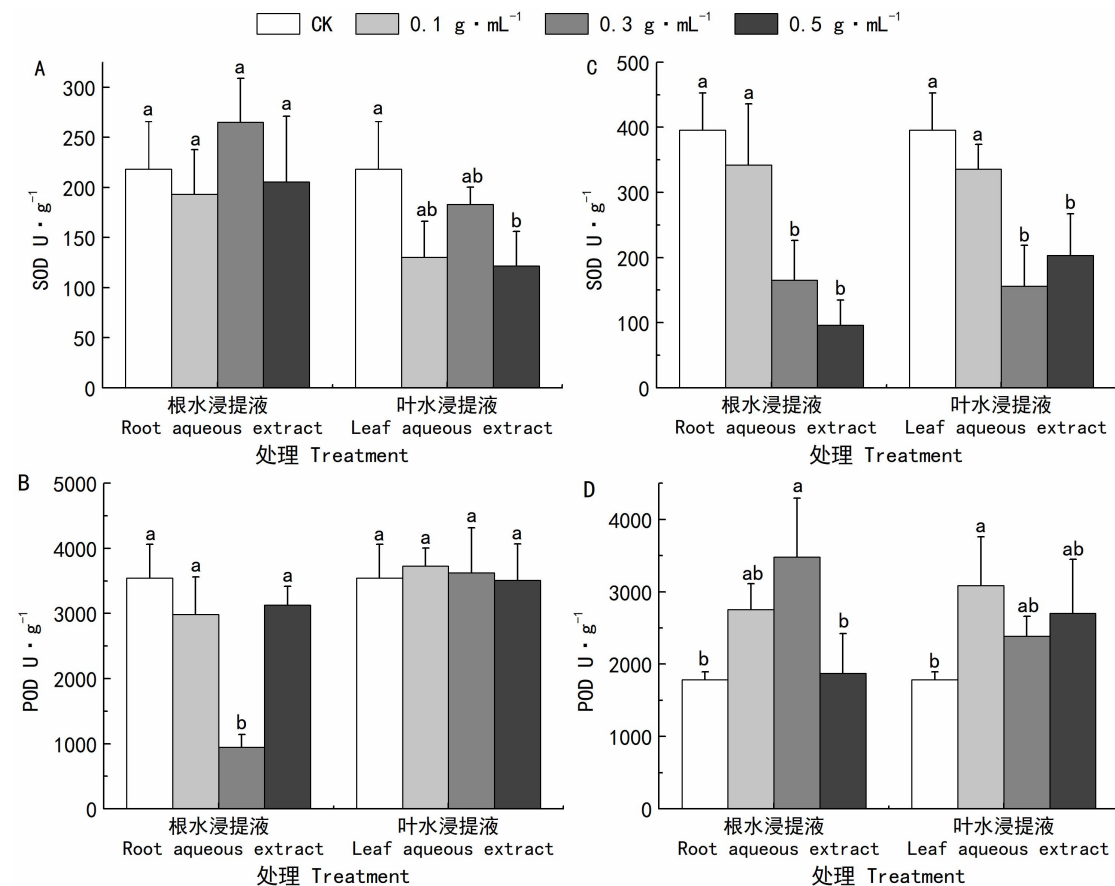 CK 0.1 g·mL⁻¹ 0.3 g·mL⁻¹ 0.5 g·mL⁻¹
A
SOD U·g⁻¹
300
250
200
150
100
50
0
a a a a a ab ab b
根水浸提液 叶水浸提液
Root aqueous extract Leaf aqueous extract
处理 Treatment
C
SOD U·g⁻¹
500
400
300
200
100
0
a a b b a a b b
根水浸提液 叶水浸提液
Root aqueous extract Leaf aqueous extract
处理 Treatment
B
POD U·g⁻¹
5000
4000
3000
2000
1000
0
a a b a a a a a
根水浸提液 叶水浸提液
Root aqueous extract Leaf aqueous extract
处理 Treatment
D
POD U·g⁻¹
4000
3000
2000
1000
0
b ab a b b a ab ab
根水浸提液 叶水浸提液
Root aqueous extract Leaf aqueous extract
处理 Treatment